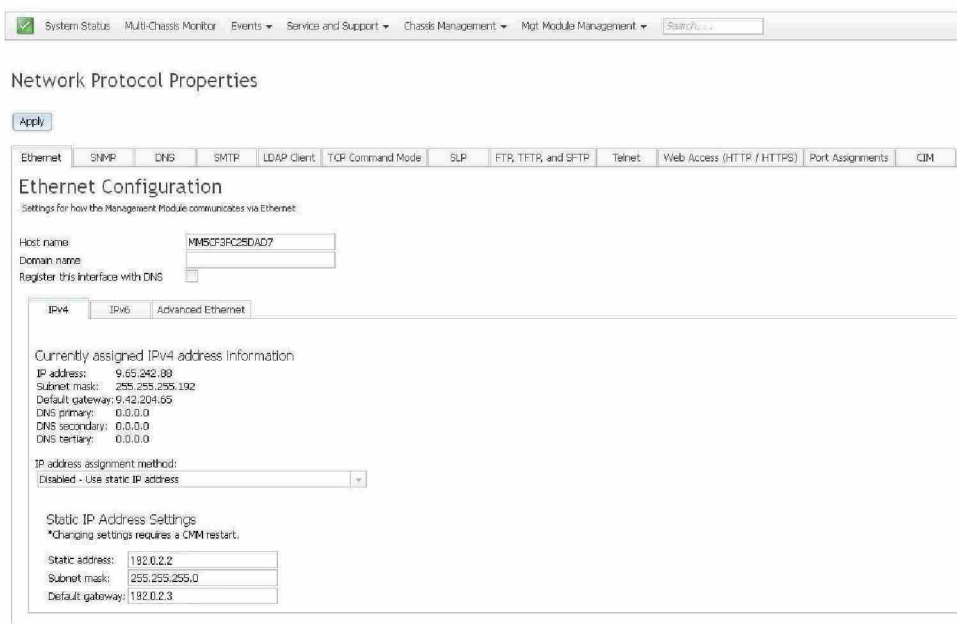 System Status Multi-Chassis Monitor Events Service and Support Chassis Management Mgt Module Management Search...
Network Protocol Properties
Apply
Ethernet SNMP DNS SMTP LDAP Client TCP Command Mode SLP FTP, TFTP, and SFTP Telnet Web Access (HTTP / HTTPS) Port Assignments CIM
Ethernet Configuration
Settings for how the Management Module communicates via Ethernet
Host name MM5CF3FC25DAD7
Domain name
Register this interface with DNS
IPv4 IPv6 Advanced Ethernet
Currently assigned IPv4 address information
IP address: 9.65.242.88
Subnet mask: 255.255.255.192
Default gateway: 9.42.204.65
DNS primary: 0.0.0.0
DNS secondary: 0.0.0.0
DNS tertiary: 0.0.0.0
IP address assignment method:
Disabled - Use static IP address
Static IP Address Settings
*Changing settings requires a CMM restart.
Static address: 192.0.2.2
Subnet mask: 255.255.255.0
Default gateway: 192.0.2.3